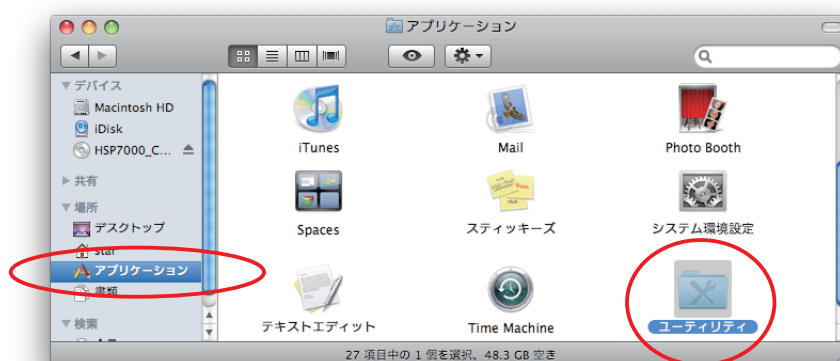 アプリケーション
デバイス
Macintosh HD
iDisk
HSP7000_C...
共有
場所
デスクトップ
star
アプリケーション
書類
検索
iTunes
Mail
Photo Booth
Spaces
スティッキーズ
システム環境設定
テキストエディット
Time Machine
ユーティリティ
27 項目中の 1 個を選択、48.3 GB 空き